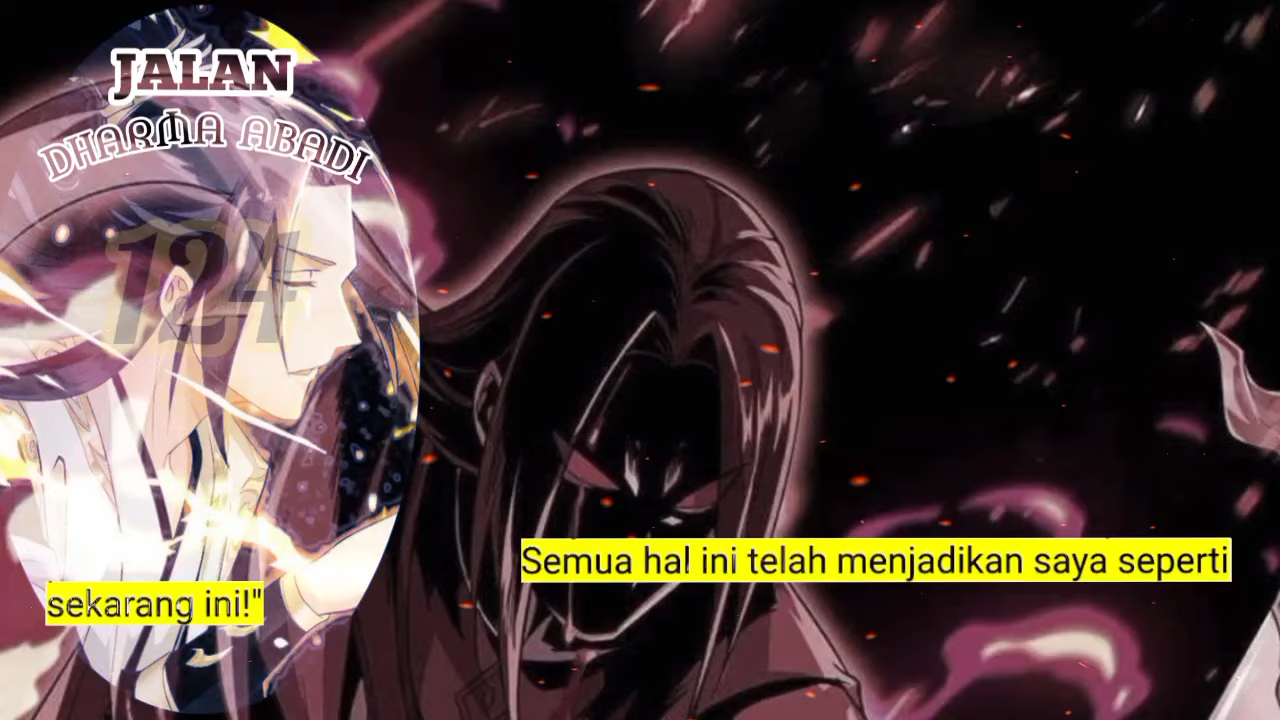 JALAN
DHARMA ABADI
124
Semua hal ini telah menjadikan saya seperti
sekarang ini!"